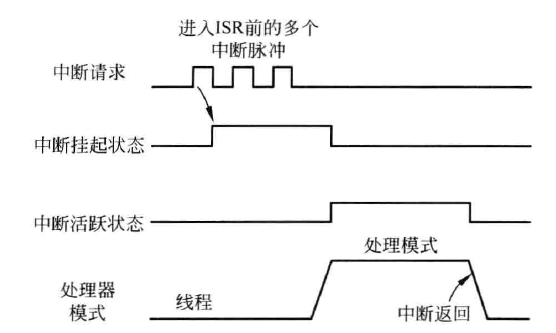 进入ISR前的多个
中断脉冲
中断请求
中断挂起状态
中断活跃状态
处理模式
处理器
模式
线程
中断返回